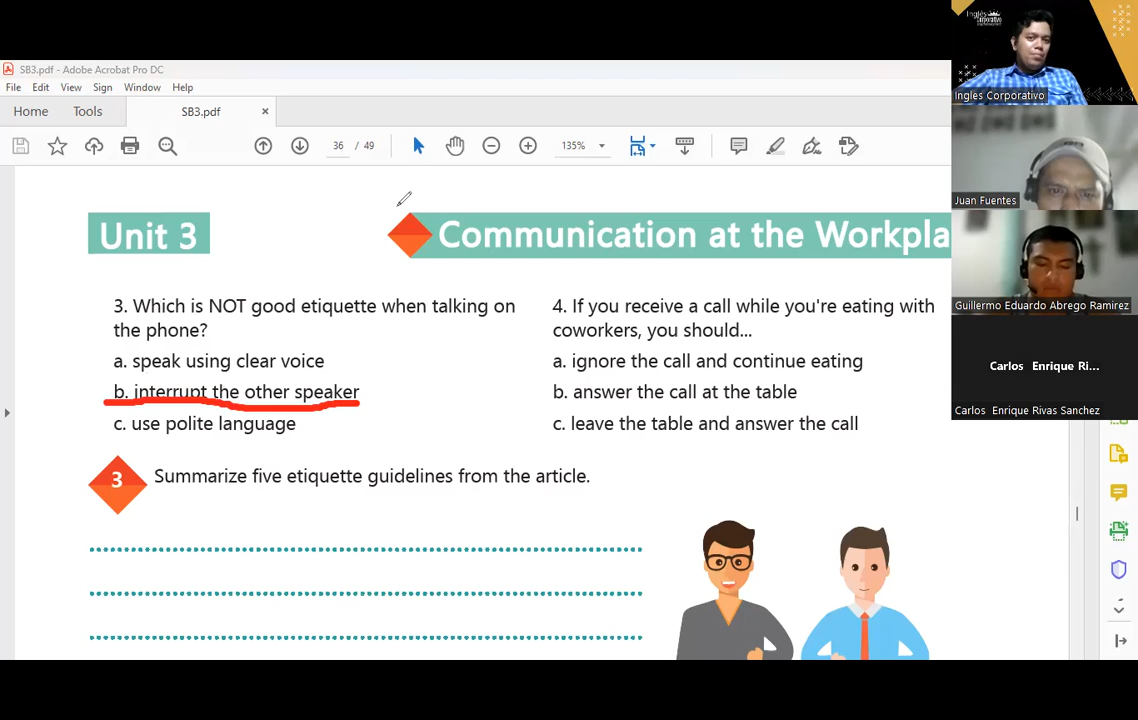 SB3.pdf - Adobe Acrobat Pro DC
File Edit View Sign Window Help
Home Tools SB3.pdf ×
36 / 49 135%
Unit 3
Communication at the Workpla
3. Which is NOT good etiquette when talking on
the phone?
a. speak using clear voice
b. interrupt the other speaker
c. use polite language
4. If you receive a call while you're eating with
coworkers, you should...
a. ignore the call and continue eating
b. answer the call at the table
c. leave the table and answer the call
3 Summarize five etiquette guidelines from the article.
Inglés
Corporativo
Ingles Corporativo
Juan Fuentes
Guillermo Eduardo Abrego Ramirez
Carlos Enrique Ri...
Carlos Enrique Rivas Sanchez